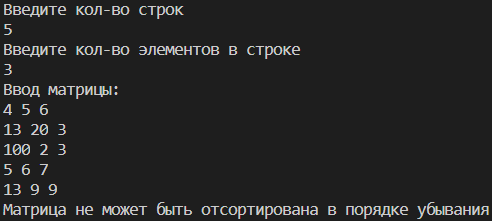 Введите кол-во строк
5
Введите кол-во элементов в строке
3
Ввод матрицы:
4 5 6
13 20 3
100 2 3
5 6 7
13 9 9
Матрица не может быть отсортирована в порядке убывания